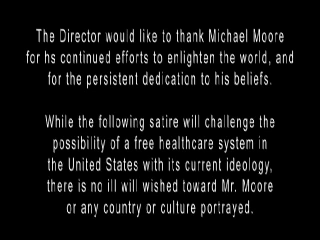 The Director would like to thank Michael Moore
for hs continued efforts to enlighten the world, and
for the persistent dedication to his beliefs.
While the following satire will challenge the
possibility of a free healthcare system in
the United States with its current ideology,
there is no ill will wished toward Mr. Moore
or any country or culture portrayed.